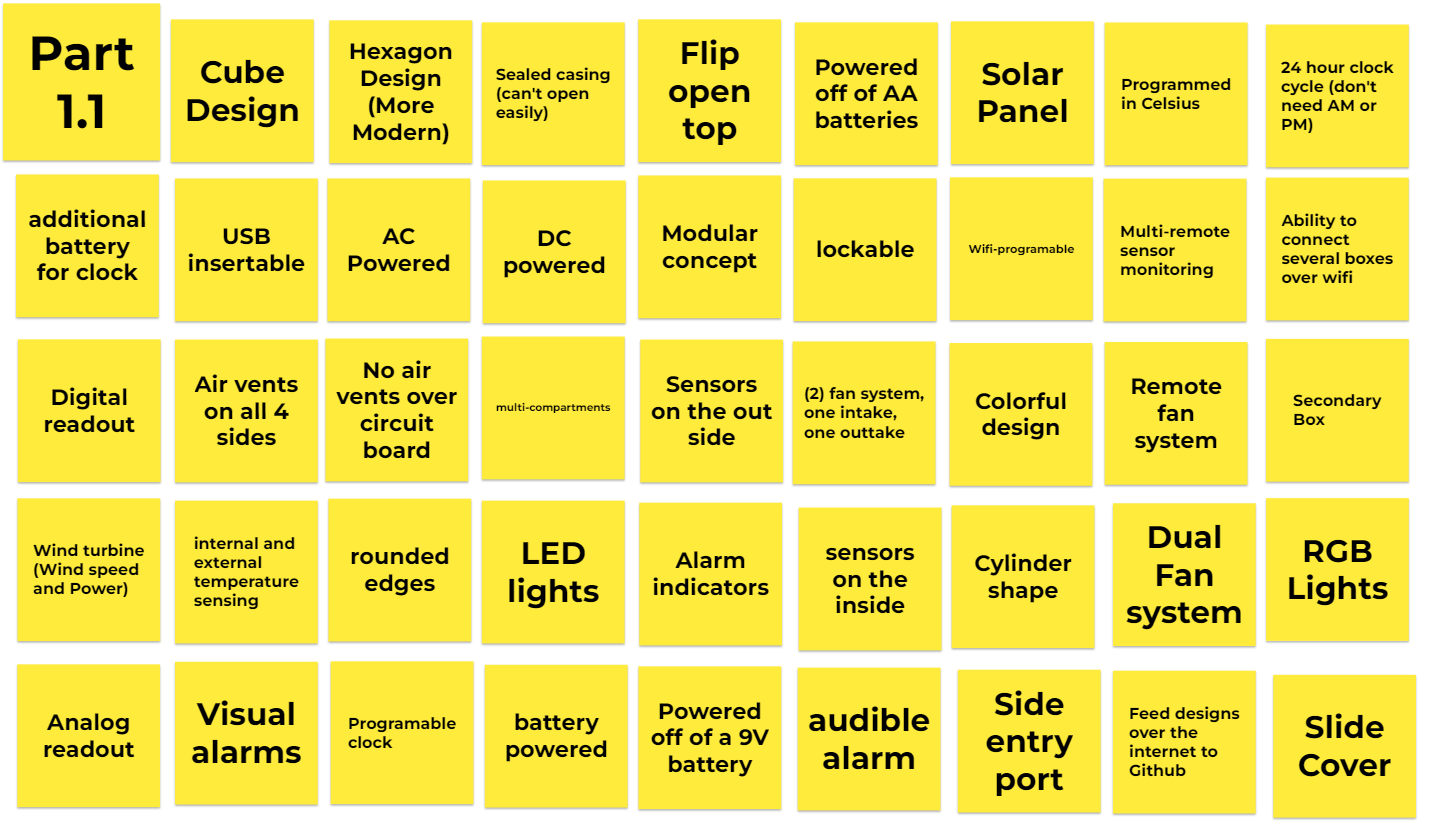 Part
1.1
Cube
Design
Hexagon
Design
(More
Modern)
Sealed casing
(can't open
easily)
Flip
open
top
Powered
off of AA
batteries
Solar
Panel
Programmed
in Celsius
24 hour clock
cycle (don't
need AM or
PM)
additional
battery
for clock
USB
insertable
AC
Powered
DC
powered
Modular
concept
lockable
Wifi-programable
Multi-remote
sensor
monitoring
Ability to
connect
several boxes
over wifi
Digital
readout
Air vents
on all 4
sides
No air
vents over
circuit
board
multi-compartments
Sensors
on the out
side
(2) fan system,
one intake,
one outtake
Colorful
design
Remote
fan
system
Secondary
Box
Wind turbine
(Wind speed
and Power)
internal and
external
temperature
sensing
rounded
edges
LED
lights
Alarm
indicators
sensors
on the
inside
Cylinder
shape
Dual
Fan
system
RGB
Lights
Analog
readout
Visual
alarms
Programable
clock
battery
powered
Powered
off of a 9V
battery
audible
alarm
Side
entry
port
Feed designs
over the
internet to
Github
Slide
Cover